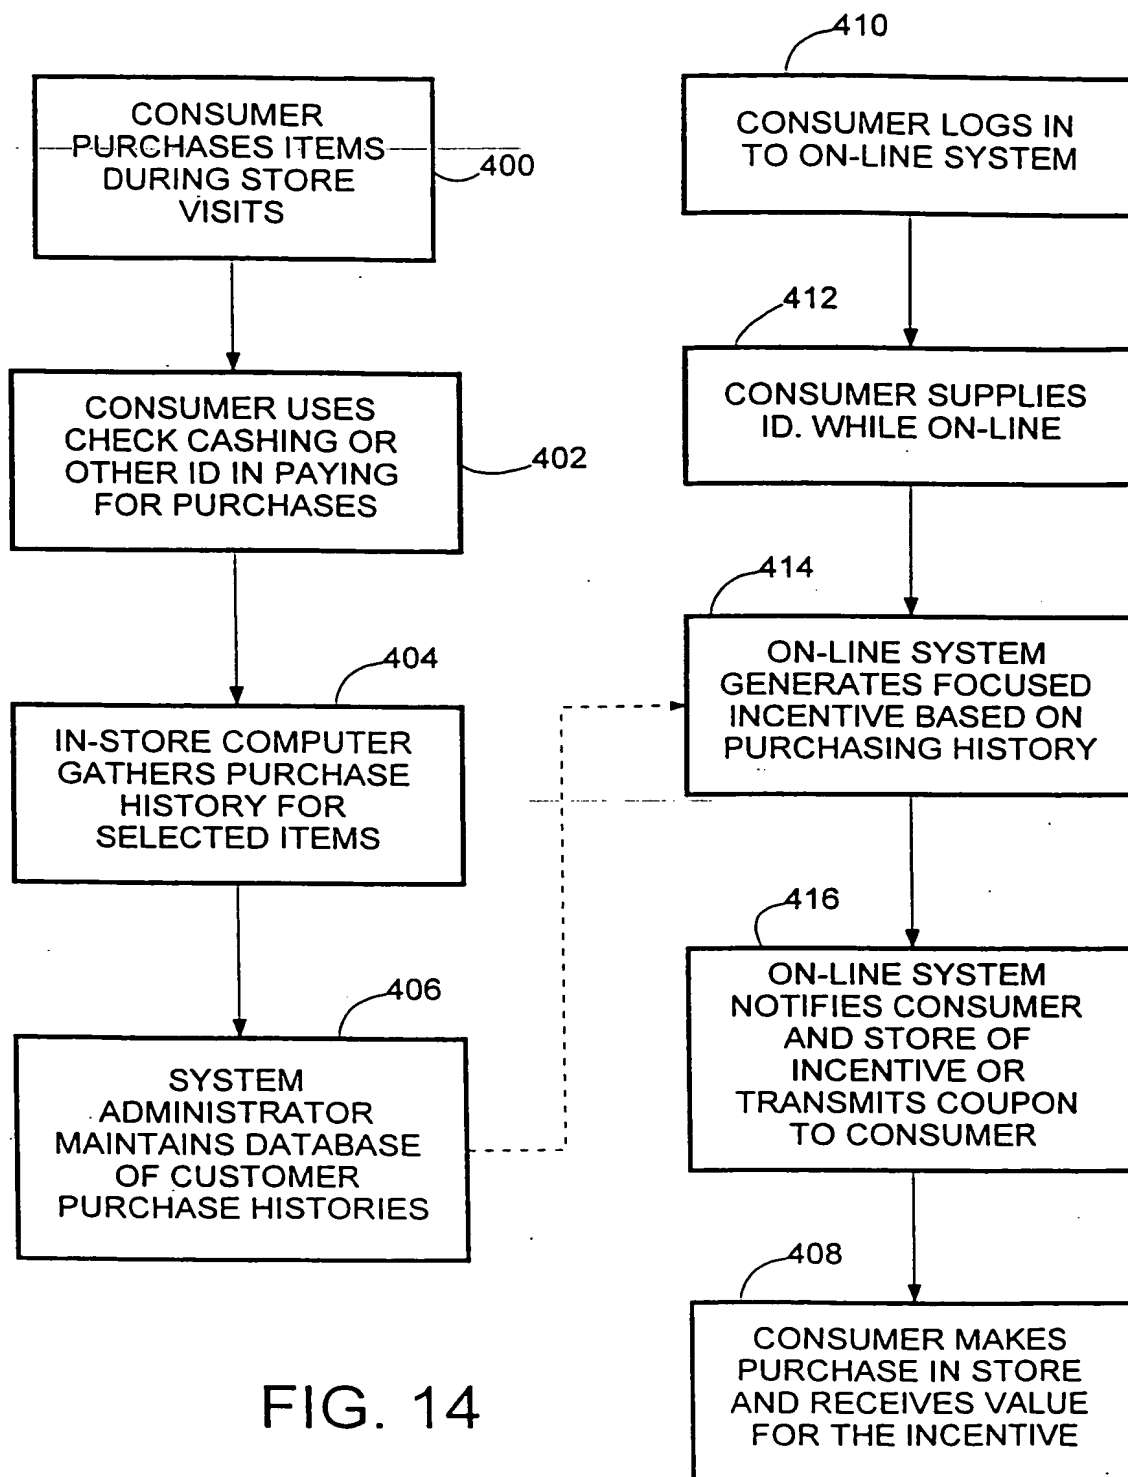 CONSUMER
PURCHASES ITEMS
DURING STORE
VISITS
400
CONSUMER USES
CHECK CASHING OR
OTHER ID IN PAYING
FOR PURCHASES
402
404
IN-STORE COMPUTER
GATHERS PURCHASE
HISTORY FOR
SELECTED ITEMS
406
SYSTEM
ADMINISTRATOR
MAINTAINS DATABASE
OF CUSTOMER
PURCHASE HISTORIES
410
CONSUMER LOGS IN
TO ON-LINE SYSTEM
412
CONSUMER SUPPLIES
ID. WHILE ON-LINE
414
ON-LINE SYSTEM
GENERATES FOCUSED
INCENTIVE BASED ON
PURCHASING HISTORY
416
ON-LINE SYSTEM
NOTIFIES CONSUMER
AND STORE OF
INCENTIVE OR
TRANSMITS COUPON
TO CONSUMER
408
CONSUMER MAKES
PURCHASE IN STORE
AND RECEIVES VALUE
FOR THE INCENTIVE
FIG. 14